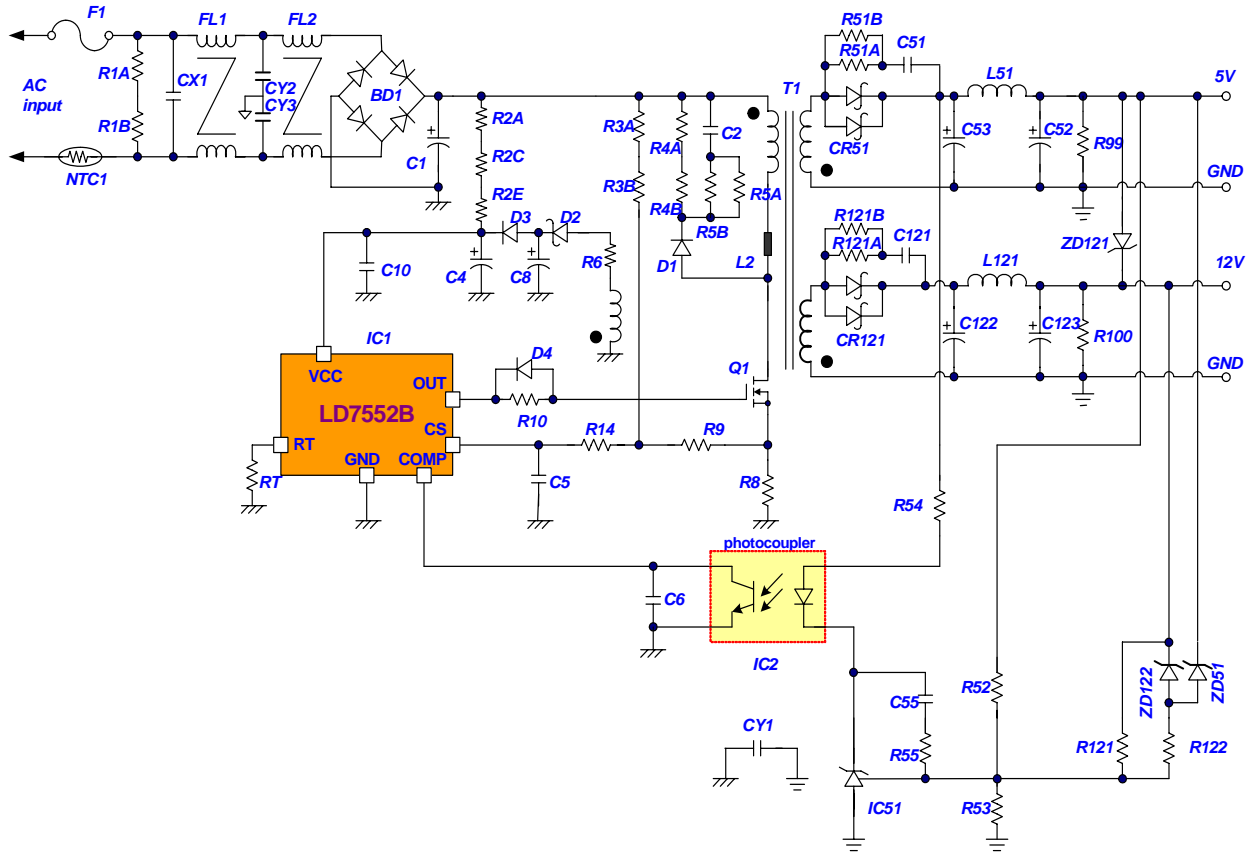 F1
FL1
FL2
R51B
R51A
C51
L51
5V
T1
AC
input
R1A
CX1
CY2
CY3
BD1
R1B
NTC1
C1
R2A
R2C
R2E
R3A
R3B
R4A
R4B
C2
R5A
R5B
CR51
C53
C52
R99
GND
D3
D2
R121B
R121A
C121
L121
ZD121
12V
C10
C4
C8
R6
D1
L2
CR121
C122
C123
R100
GND
IC1
VCC
OUT
LD7552B
CS
RT
GND
COMP
D4
R10
Q1
R14
R9
RT
C5
R8
R54
photocoupler
C6
IC2
C55
R52
ZD122
ZD51
CY1
R55
R121
R122
IC51
R53